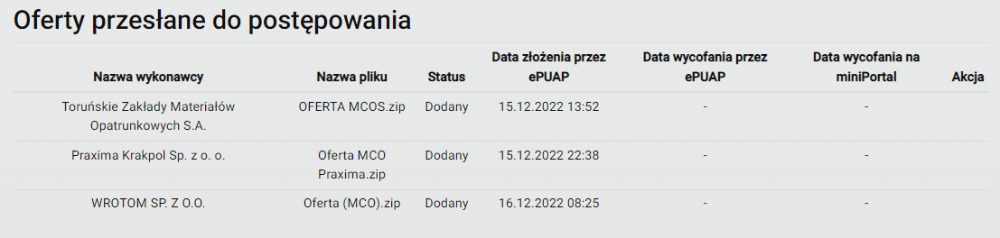 Oferty przesłane do postępowania
Data złożenia przez Data wycofania przez Data wycofania na
Nazwa wykonawcy Nazwa pliku Status ePUAP ePUAP miniPortal Akcja
Toruńskie Zakłady Materiałów OFERTA MCOS.zip Dodany 15.12.2022 13:52 - -
Opatrunkowych S.A.
Praxima Krakpol Sp. z o. o. Oferta MCO Dodany 15.12.2022 22:38 - -
Praxima.zip
WROTOM SP. Z O.O. Oferta (MCO).zip Dodany 16.12.2022 08:25 - -